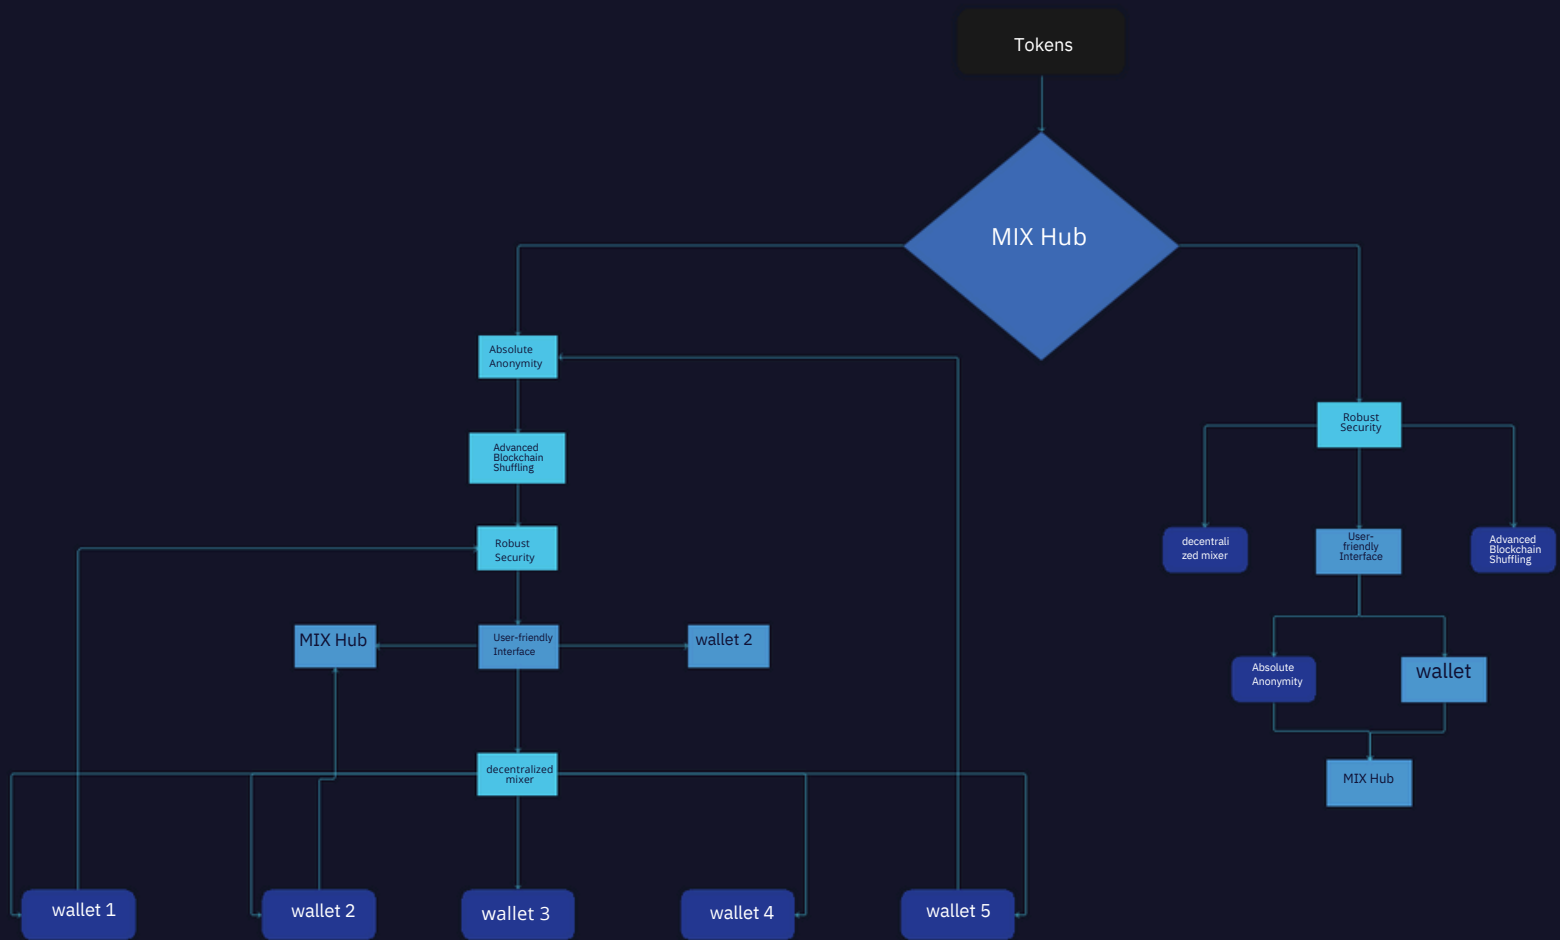 Tokens
MIX Hub
Absolute
Anonymity
Advanced
Blockchain
Shuffling
Robust
Security
MIX Hub
User-friendly
Interface
wallet 2
decentralized
mixer
wallet 1
wallet 2
wallet 3
wallet 4
wallet 5
Robust
Security
decentrali
zed mixer
User-
friendly
Interface
Advanced
Blockchain
Shuffling
Absolute
Anonymity
wallet
MIX Hub